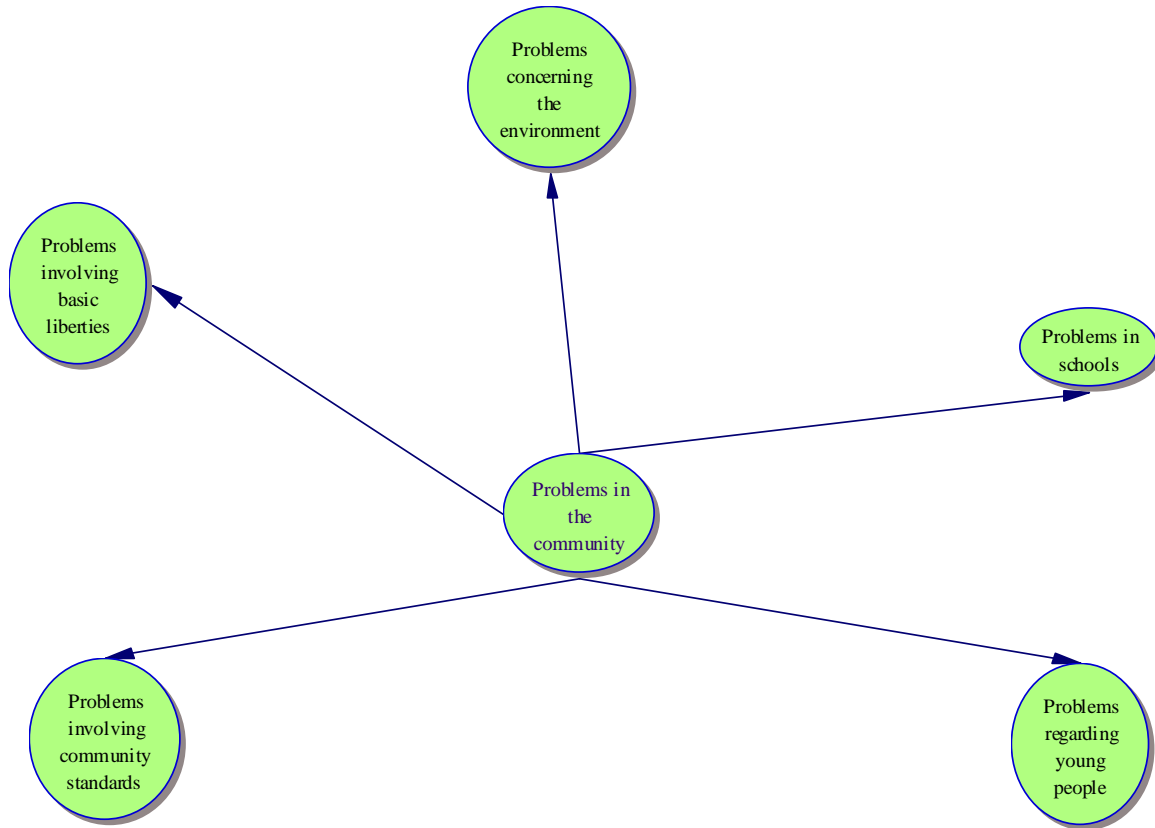 Problems
concerning
the
environment
Problems
involving
basic
liberties
Problems in
schools
Problems in
the
community
Problems
involving
community
standards
Problems
regarding
young
people